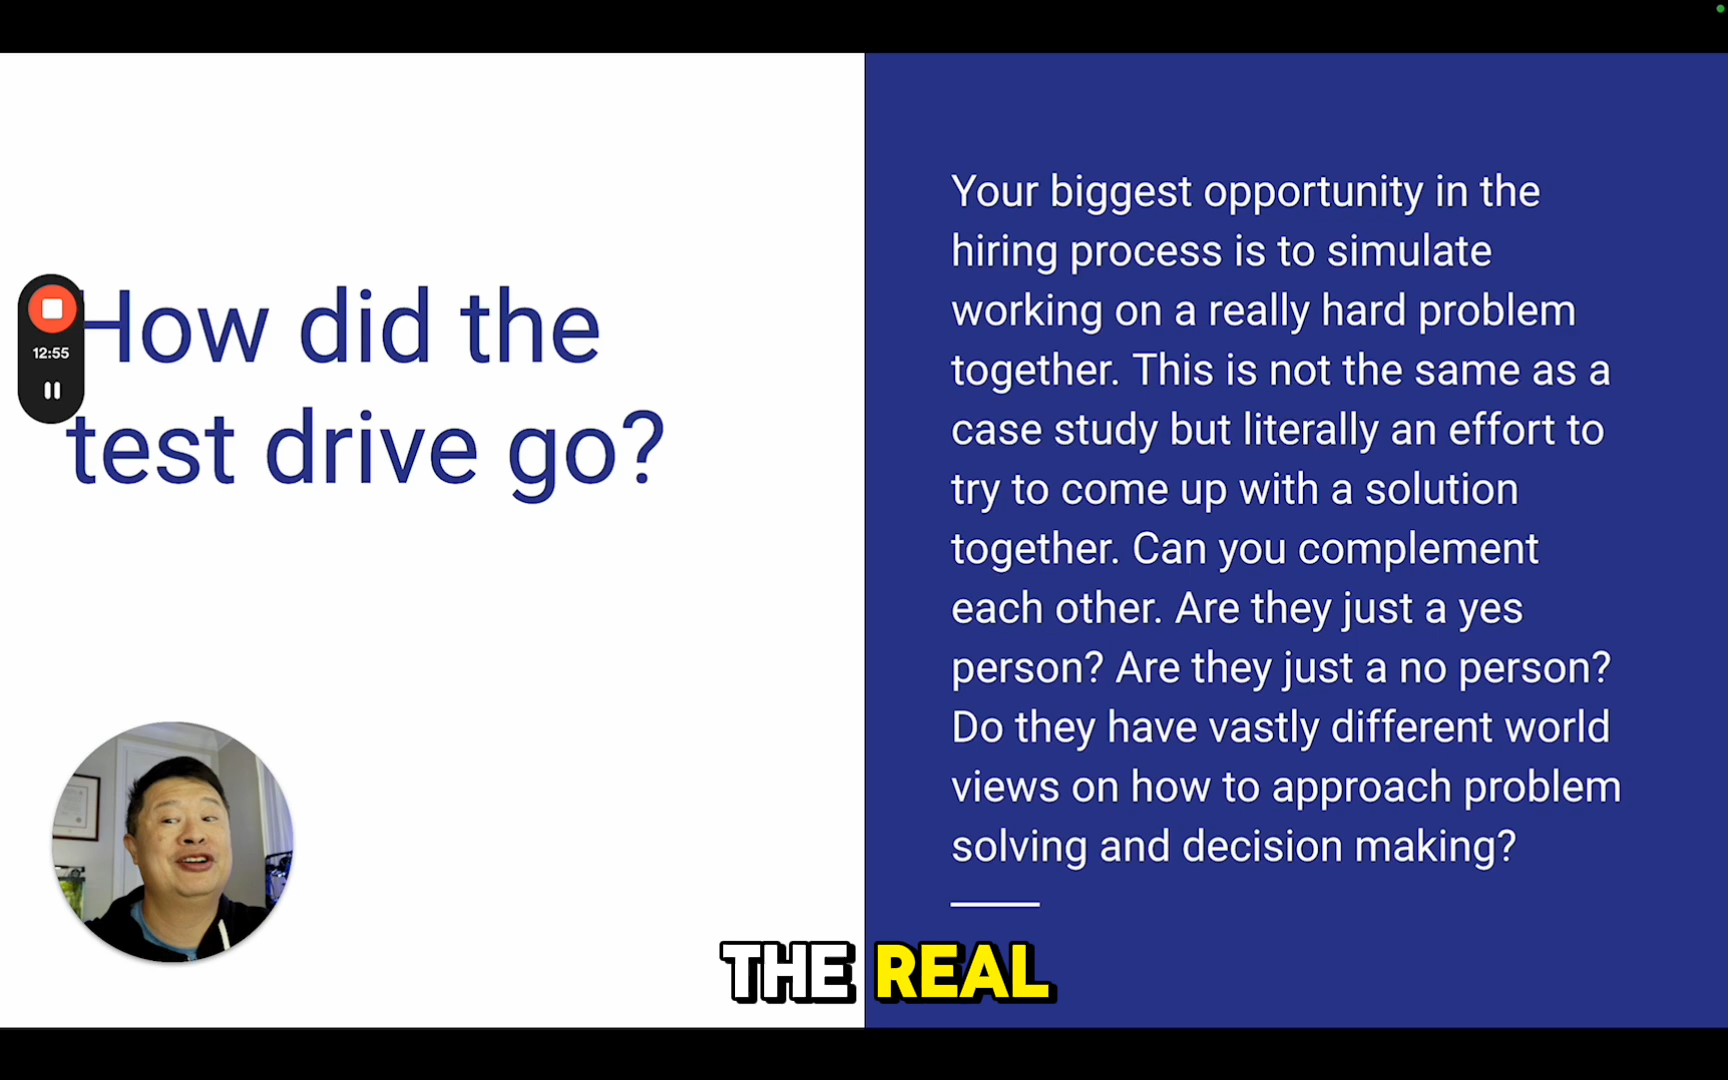 How did the
test drive go?
12:55
Your biggest opportunity in the
hiring process is to simulate
working on a really hard problem
together. This is not the same as a
case study but literally an effort to
try to come up with a solution
together. Can you complement
each other. Are they just a yes
person? Are they just a no person?
Do they have vastly different world
views on how to approach problem
solving and decision making?
THE REAL